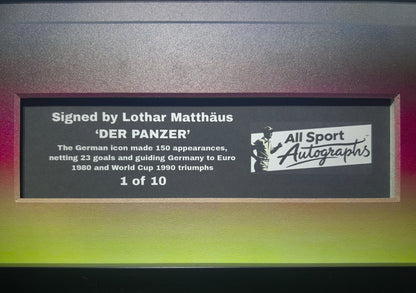 Signed by Lothar Matthäus
‘DER PANZER’
The German icon made 150 appearances,
netting 23 goals and guiding Germany to Euro
1980 and World Cup 1990 triumphs
1 of 10
All Sport
Autographs